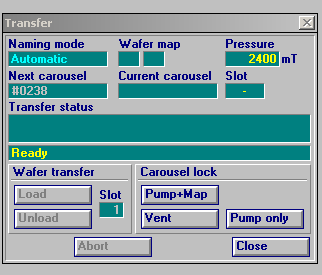 Transfer
Naming mode Wafer map Pressure
Automatic 2400 mT
Next carousel Current carousel Slot
#0238 -
Transfer status
Ready
Wafer transfer Carousel lock
Load Slot Pump+Map
Unload 1 Vent Pump only
Abort Close